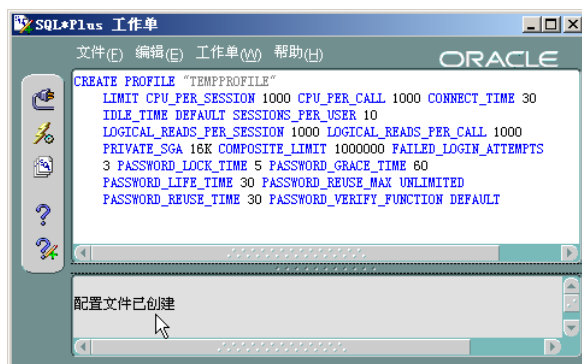 SQL*Plus 工作单
文件(F) 编辑(E) 工作单(W) 帮助(H)
ORACLE
CREATE PROFILE "TEMPPROFILE"
LIMIT CPU_PER_SESSION 1000 CPU_PER_CALL 1000 CONNECT_TIME 30
IDLE_TIME DEFAULT SESSIONS_PER_USER 10
LOGICAL_READS_PER_SESSION 1000 LOGICAL_READS_PER_CALL 1000
PRIVATE_SGA 16K COMPOSITE_LIMIT 1000000 FAILED_LOGIN_ATTEMPTS
3 PASSWORD_LOCK_TIME 5 PASSWORD_GRACE_TIME 60
PASSWORD_LIFE_TIME 30 PASSWORD_REUSE_MAX UNLIMITED
PASSWORD_REUSE_TIME 30 PASSWORD_VERIFY_FUNCTION DEFAULT
配置文件已创建